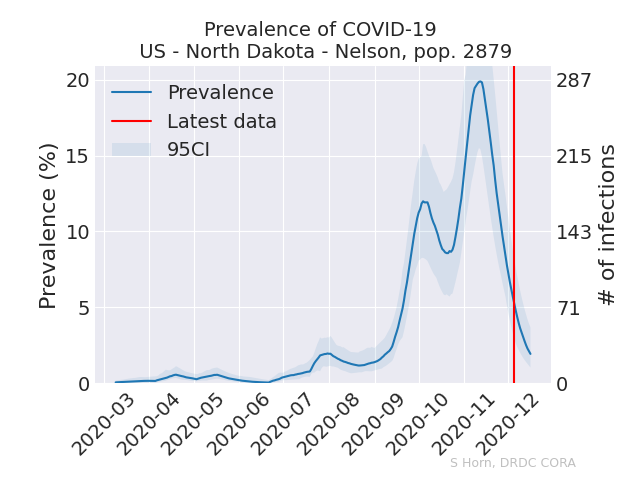 Prevalence of COVID-19
US - North Dakota - Nelson, pop. 2879
Prevalence
Latest data
95CI
Prevalence (%)
20
15
10
5
0
287
215
143
71
0
# of infections
2020-03
2020-04
2020-05
2020-06
2020-07
2020-08
2020-09
2020-10
2020-11
2020-12
S Horn, DRDC CORA